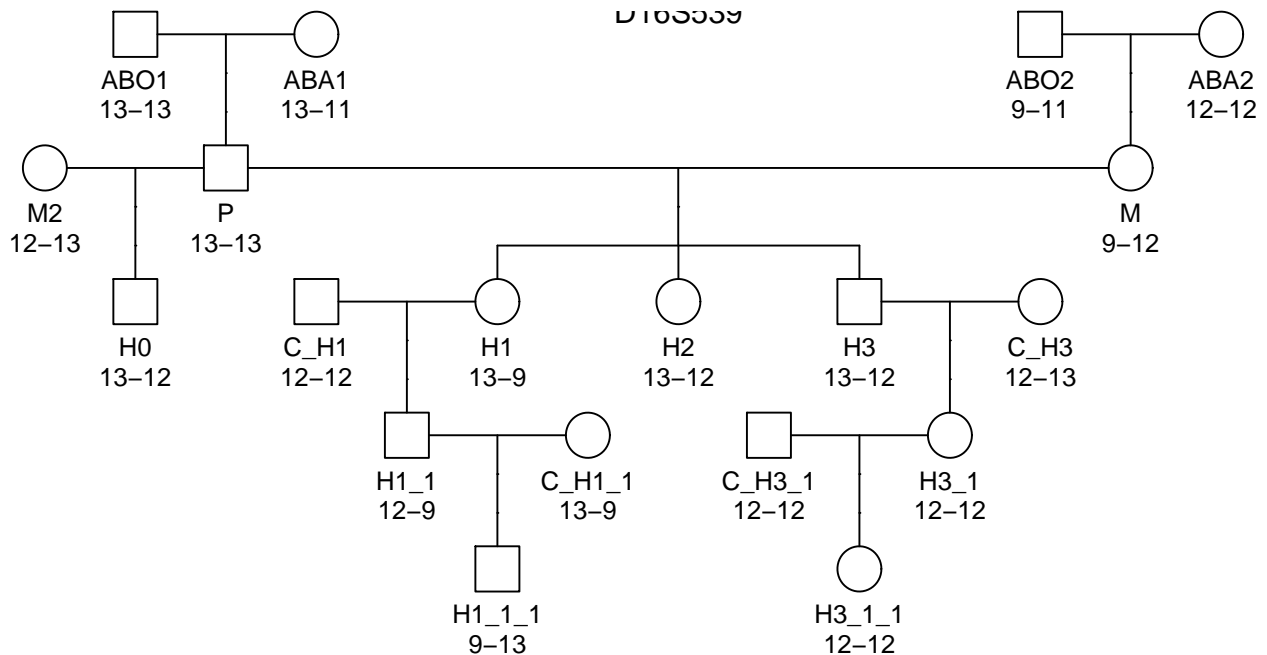 D16S539
ABO1 ABA1 ABO2 ABA2
13–13 13–11 9–11 12–12
M2 P M
12–13 13–13 9–12
H0 C_H1 H1 H2 H3 C_H3
13–12 12–12 13–9 13–12 13–12 12–13
H1_1 C_H1_1 C_H3_1 H3_1
12–9 13–9 12–12 12–12
H1_1_1 H3_1_1
9–13 12–12